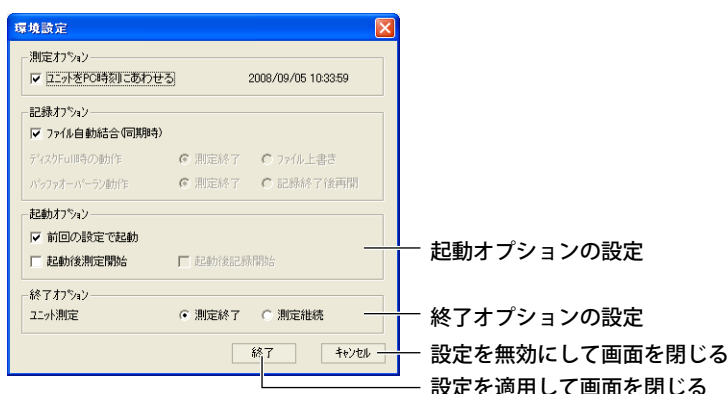 環境設定
測定ｵﾌﾟｼｮﾝ
ﾕﾆｯﾄをPC時刻にあわせる 2008/09/05 10:33:59
記録ｵﾌﾟｼｮﾝ
ﾌｧｲﾙ自動結合(同期時)
ﾃﾞｨｽｸFull時の動作 測定終了 ﾌｧｲﾙ上書き
ﾊﾞｯﾌｧｵｰﾊﾞｰﾗﾝ動作 測定終了 記録終了後再開
起動ｵﾌﾟｼｮﾝ
前回の設定で起動
起動後測定開始 起動後記録開始
起動オプションの設定
終了ｵﾌﾟｼｮﾝ
ﾕﾆｯﾄ測定 測定終了 測定継続
終了オプションの設定
終了 ｷｬﾝｾﾙ
設定を無効にして画面を閉じる
設定を適用して画面を閉じる